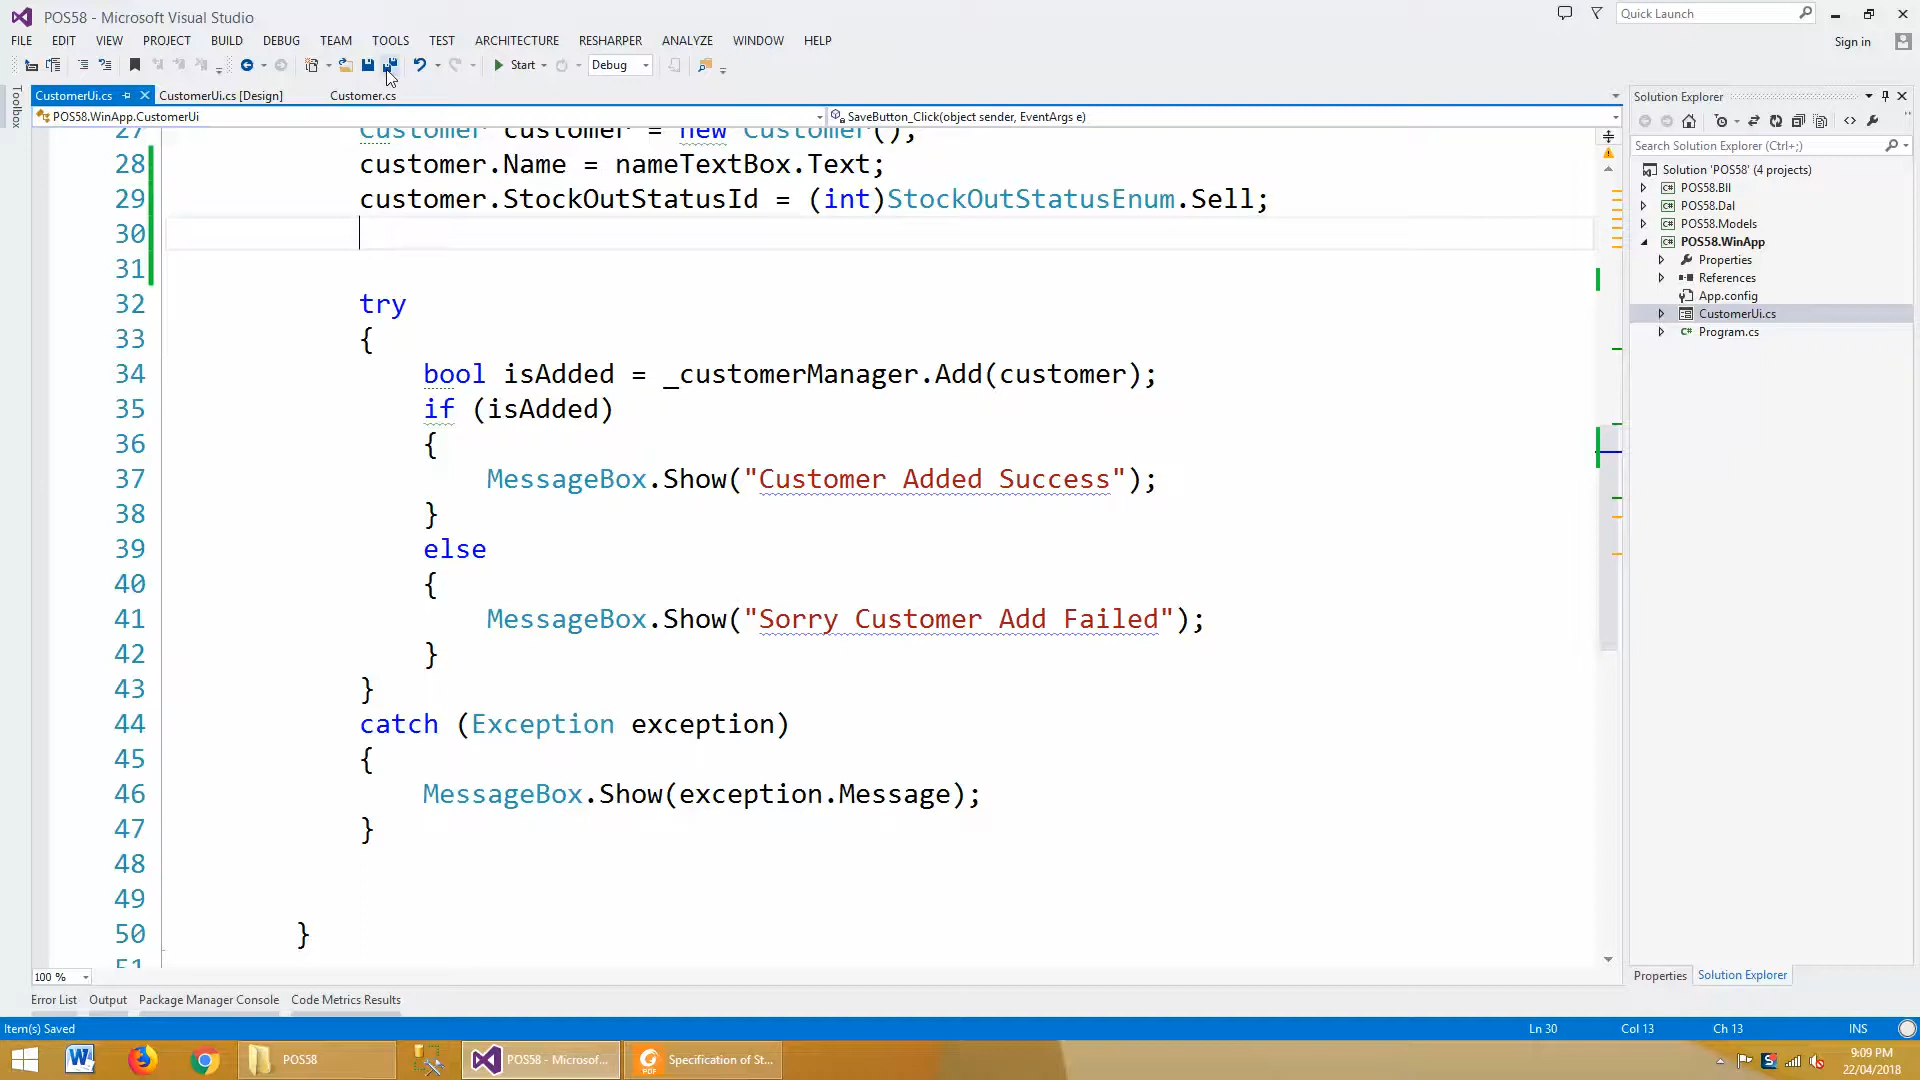 POS58 - Microsoft Visual Studio
Quick Launch
FILE EDIT VIEW PROJECT BUILD DEBUG TEAM TOOLS TEST ARCHITECTURE RESHARPER ANALYZE WINDOW HELP
Sign in
Start Debug
Toolbox
CustomerUi.cs CustomerUi.cs [Design] Customer.cs
POS58.WinApp.CustomerUi SaveButton_Click(object sender, EventArgs e)
27 Customer customer = new Customer();
28 customer.Name = nameTextBox.Text;
29 customer.StockOutStatusId = (int)StockOutStatusEnum.Sell;
30
31
32 try
33 {
34 bool isAdded = _customerManager.Add(customer);
35 if (isAdded)
36 {
37 MessageBox.Show("Customer Added Success");
38 }
39 else
40 {
41 MessageBox.Show("Sorry Customer Add Failed");
42 }
43 }
44 catch (Exception exception)
45 {
46 MessageBox.Show(exception.Message);
47 }
48
49
50 }
51
100 %
Solution Explorer
Search Solution Explorer (Ctrl+;)
Solution 'POS58' (4 projects)
POS58.Bll
POS58.Dal
POS58.Models
POS58.WinApp
Properties
References
App.config
CustomerUi.cs
Program.cs
Properties Solution Explorer
Error List Output Package Manager Console Code Metrics Results
Item(s) Saved Ln 30 Col 13 Ch 13 INS
POS58 POS58 - Microsof... Specification of St...
9:09 PM
22/04/2018